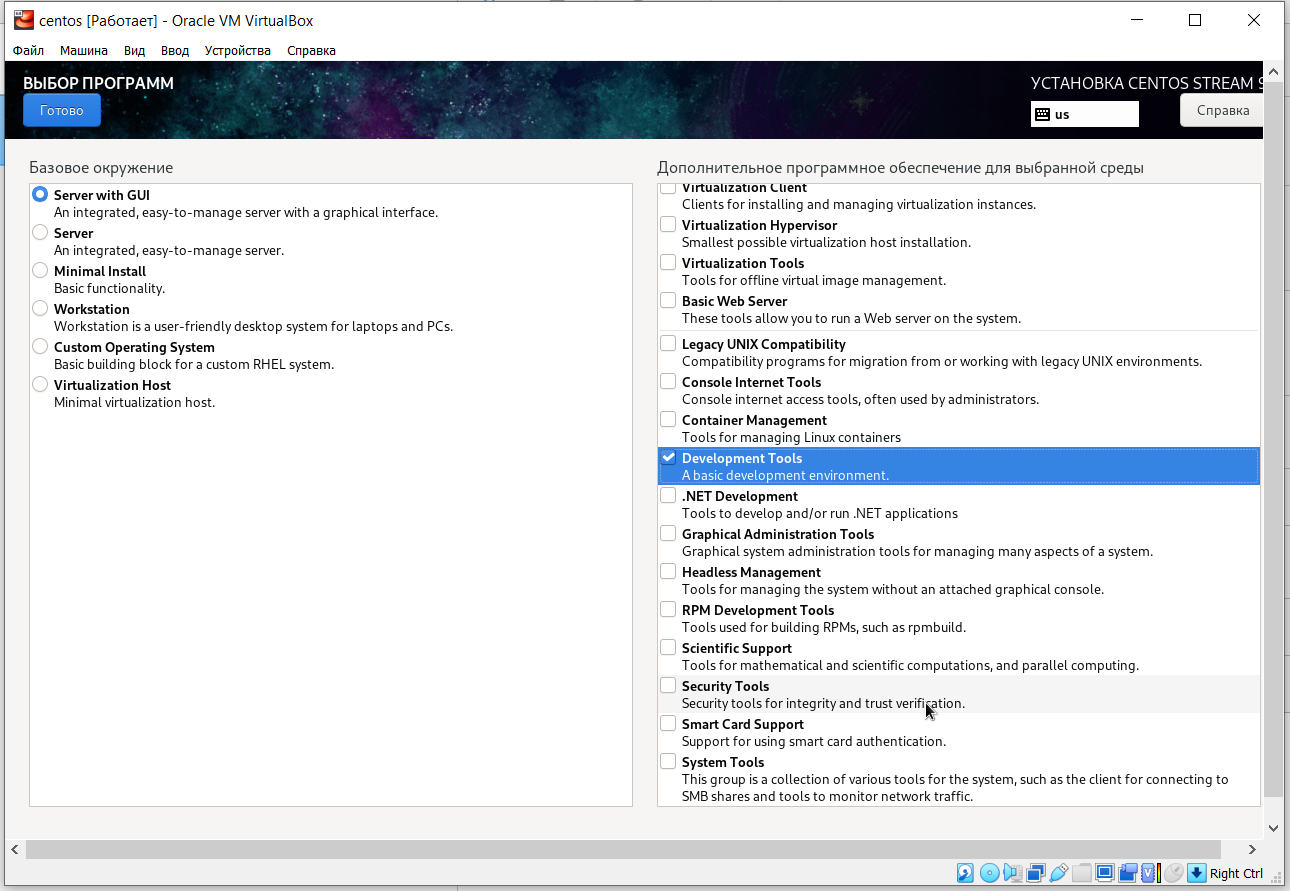 centos [Работает] - Oracle VM VirtualBox
Файл Машина Вид Ввод Устройства Справка
ВЫБОР ПРОГРАММ
УСТАНОВКА CENTOS STREAM 9
Готово
us
Справка
Базовое окружение
Server with GUI
An integrated, easy-to-manage server with a graphical interface.
Server
An integrated, easy-to-manage server.
Minimal Install
Basic functionality.
Workstation
Workstation is a user-friendly desktop system for laptops and PCs.
Custom Operating System
Basic building block for a custom RHEL system.
Virtualization Host
Minimal virtualization host.
Дополнительное программное обеспечение для выбранной среды
Virtualization Client
Clients for installing and managing virtualization instances.
Virtualization Hypervisor
Smallest possible virtualization host installation.
Virtualization Tools
Tools for offline virtual image management.
Basic Web Server
These tools allow you to run a Web server on the system.
Legacy UNIX Compatibility
Compatibility programs for migration from or working with legacy UNIX environments.
Console Internet Tools
Console internet access tools, often used by administrators.
Container Management
Tools for managing Linux containers
Development Tools
A basic development environment.
.NET Development
Tools to develop and/or run .NET applications
Graphical Administration Tools
Graphical system administration tools for managing many aspects of a system.
Headless Management
Tools for managing the system without an attached graphical console.
RPM Development Tools
Tools used for building RPMs, such as rpmbuild.
Scientific Support
Tools for mathematical and scientific computations, and parallel computing.
Security Tools
Security tools for integrity and trust verification.
Smart Card Support
Support for using smart card authentication.
System Tools
This group is a collection of various tools for the system, such as the client for connecting to
SMB shares and tools to monitor network traffic.
Right Ctrl